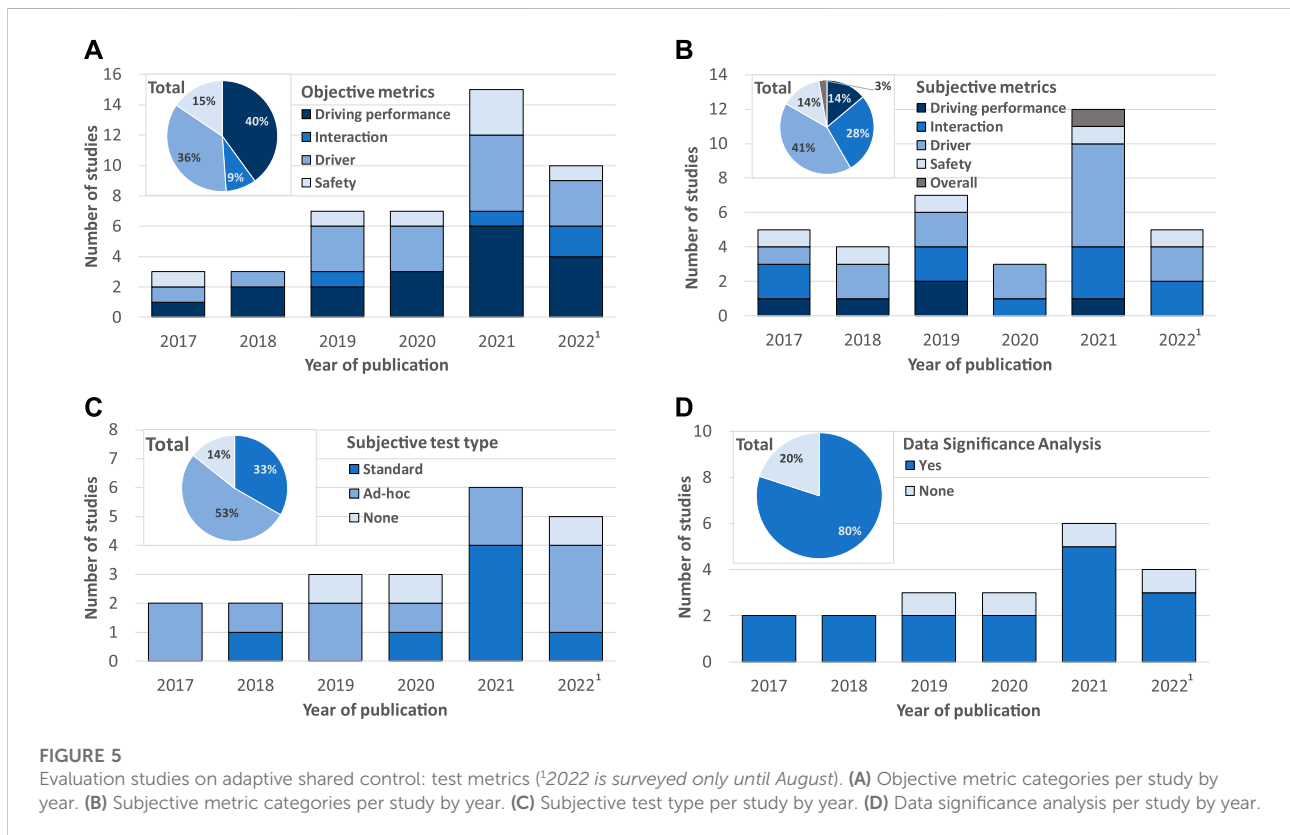 A
Total
15%
40%
36%
9%
Objective metrics
Driving performance
Interaction
Driver
Safety
Number of studies
16
14
12
10
8
6
4
2
0
2017 2018 2019 2020 2021 2022¹
Year of publication
B
Total
3%
14%
14%
28%
41%
Subjective metrics
Driving performance
Interaction
Driver
Safety
Overall
Number of studies
14
12
10
8
6
4
2
0
2017 2018 2019 2020 2021 2022¹
Year of publication
C
Total
14%
33%
53%
Subjective test type
Standard
Ad-hoc
None
Number of studies
8
7
6
5
4
3
2
1
0
2017 2018 2019 2020 2021 2022¹
Year of publication
D
Total
20%
80%
Data Significance Analysis
Yes
None
Number of studies
10
8
6
4
2
0
2017 2018 2019 2020 2021 2022¹
Year of publication
FIGURE 5
Evaluation studies on adaptive shared control: test metrics (¹2022 is surveyed only until August). (A) Objective metric categories per study by
year. (B) Subjective metric categories per study by year. (C) Subjective test type per study by year. (D) Data significance analysis per study by year.